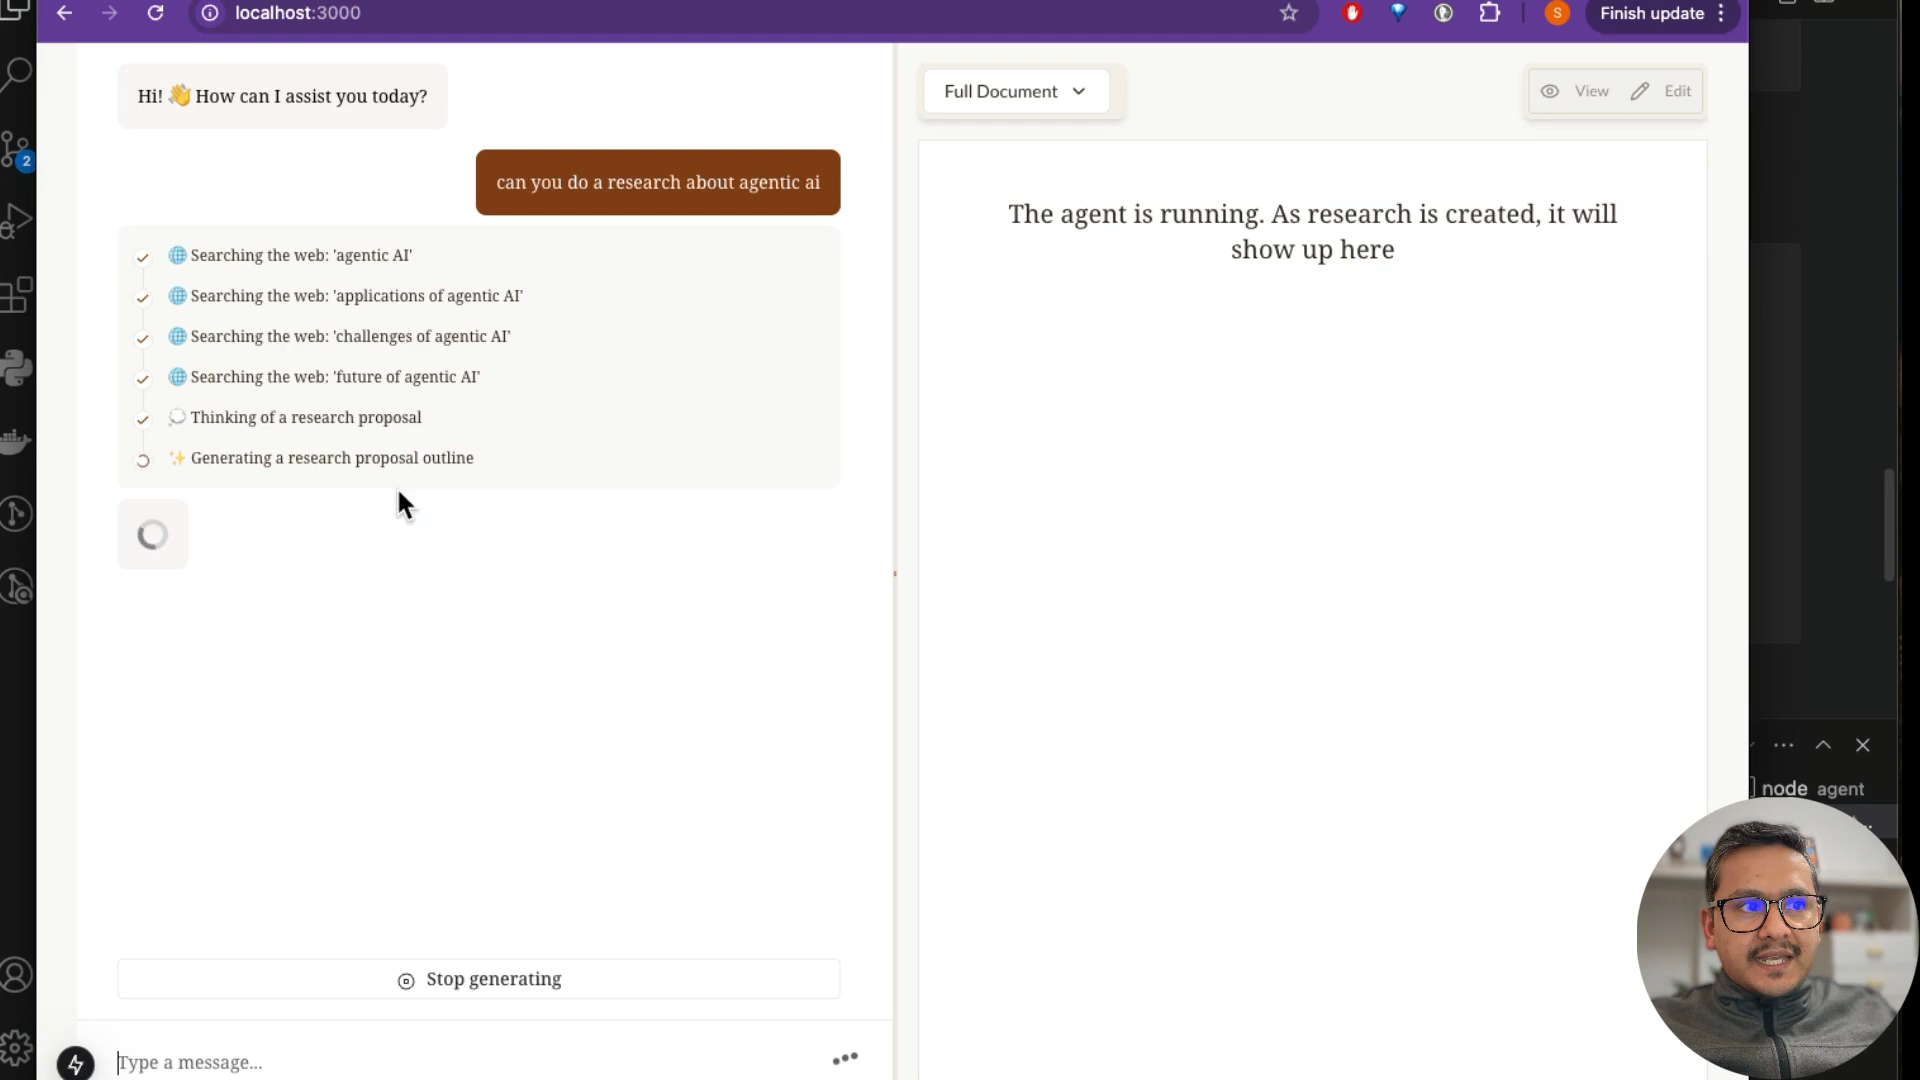 localhost:3000
S
Finish update
Hi! 👋 How can I assist you today?
can you do a research about agentic ai
🌐 Searching the web: 'agentic AI'
🌐 Searching the web: 'applications of agentic AI'
🌐 Searching the web: 'challenges of agentic AI'
🌐 Searching the web: 'future of agentic AI'
💭 Thinking of a research proposal
✨ Generating a research proposal outline
Stop generating
Type a message...
Full Document
View
Edit
The agent is running. As research is created, it will
show up here
2
node agent